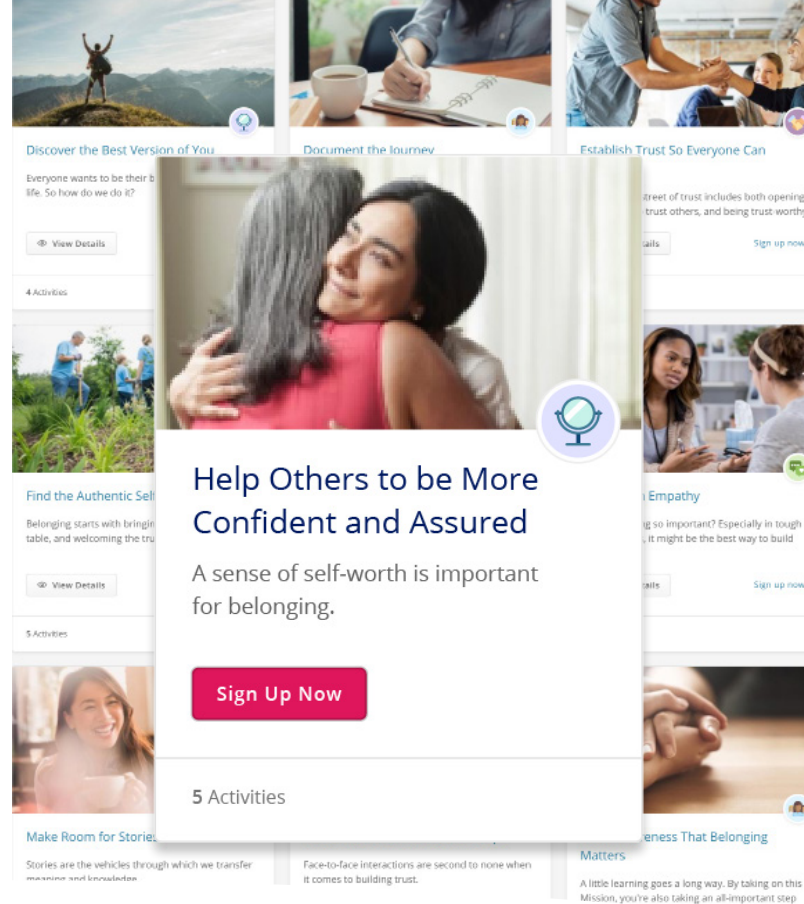 Discover the Best Version of You
Everyone wants to be their b
life. So how do we do it?
View Details
4 Activities
Document the Journey
Establish Trust So Everyone Can
street of trust includes both opening
trust others, and being trust-worthy
ails
Sign up now
Help Others to be More
Confident and Assured
A sense of self-worth is important
for belonging.
Sign Up Now
5 Activities
Find the Authentic Self
Belonging starts with bringin
table, and welcoming the tru
View Details
5 Activities
Empathy
g so important? Especially in tough
, it might be the best way to build
ails
Sign up now
Make Room for Stories
Stories are the vehicles through which we transfer
meaning and knowledge
Face-to-face interactions are second to none when
it comes to building trust.
eness That Belonging
Matters
A little learning goes a long way. By taking on this
Mission, you're also taking an all-important step